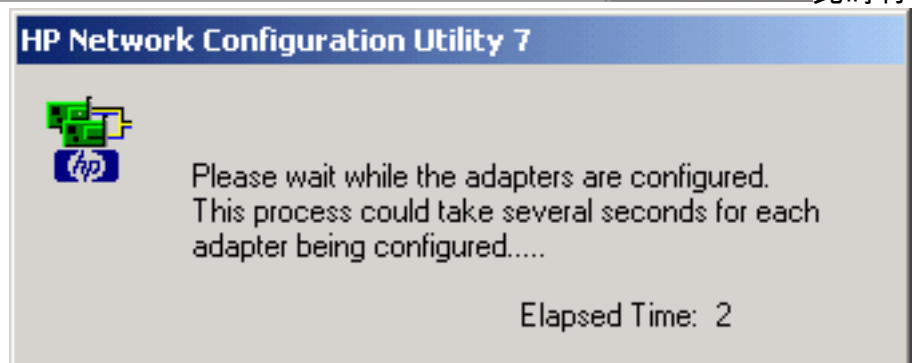 HP Network Configuration Utility 7
hp
Please wait while the adapters are configured.
This process could take several seconds for each
adapter being configured.....
Elapsed Time: 2